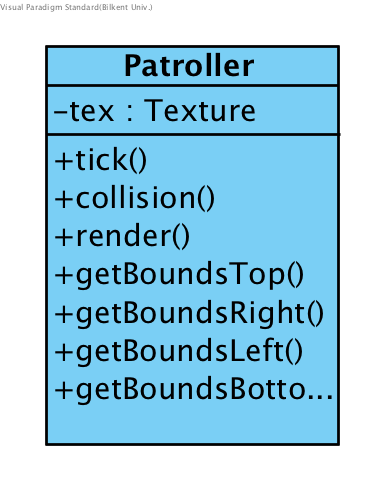 Visual Paradigm Standard(Bilkent Univ.)
Patroller
-tex : Texture
+tick()
+collision()
+render()
+getBoundsTop()
+getBoundsRight()
+getBoundsLeft()
+getBoundsBotto...